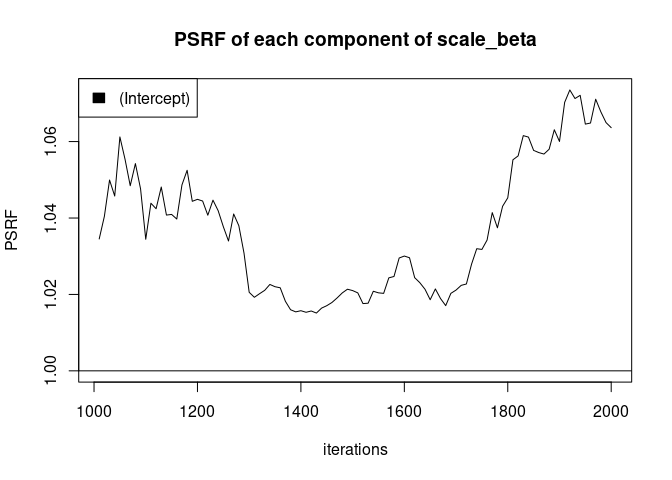 PSRF of each component of scale_beta
(Intercept)
PSRF
1.06
1.04
1.02
1.00
1000 1200 1400 1600 1800 2000
iterations